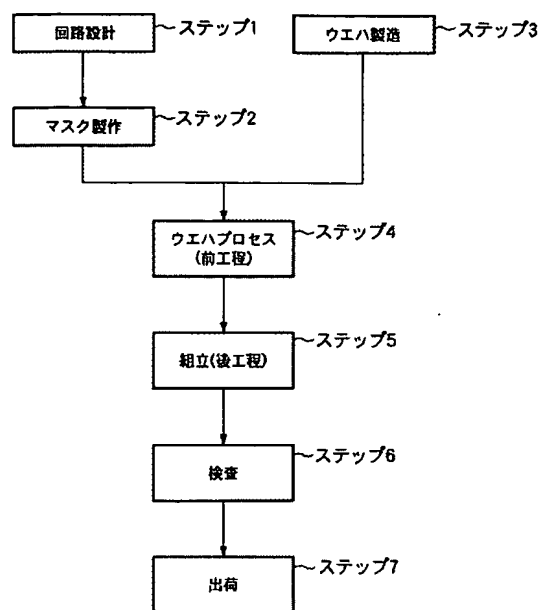 回路設計
ステップ1
ウエハ製造
ステップ3
マスク製作
ステップ2
ウエハプロセス
(前工程)
ステップ4
組立(後工程)
ステップ5
検査
ステップ6
出荷
ステップ7